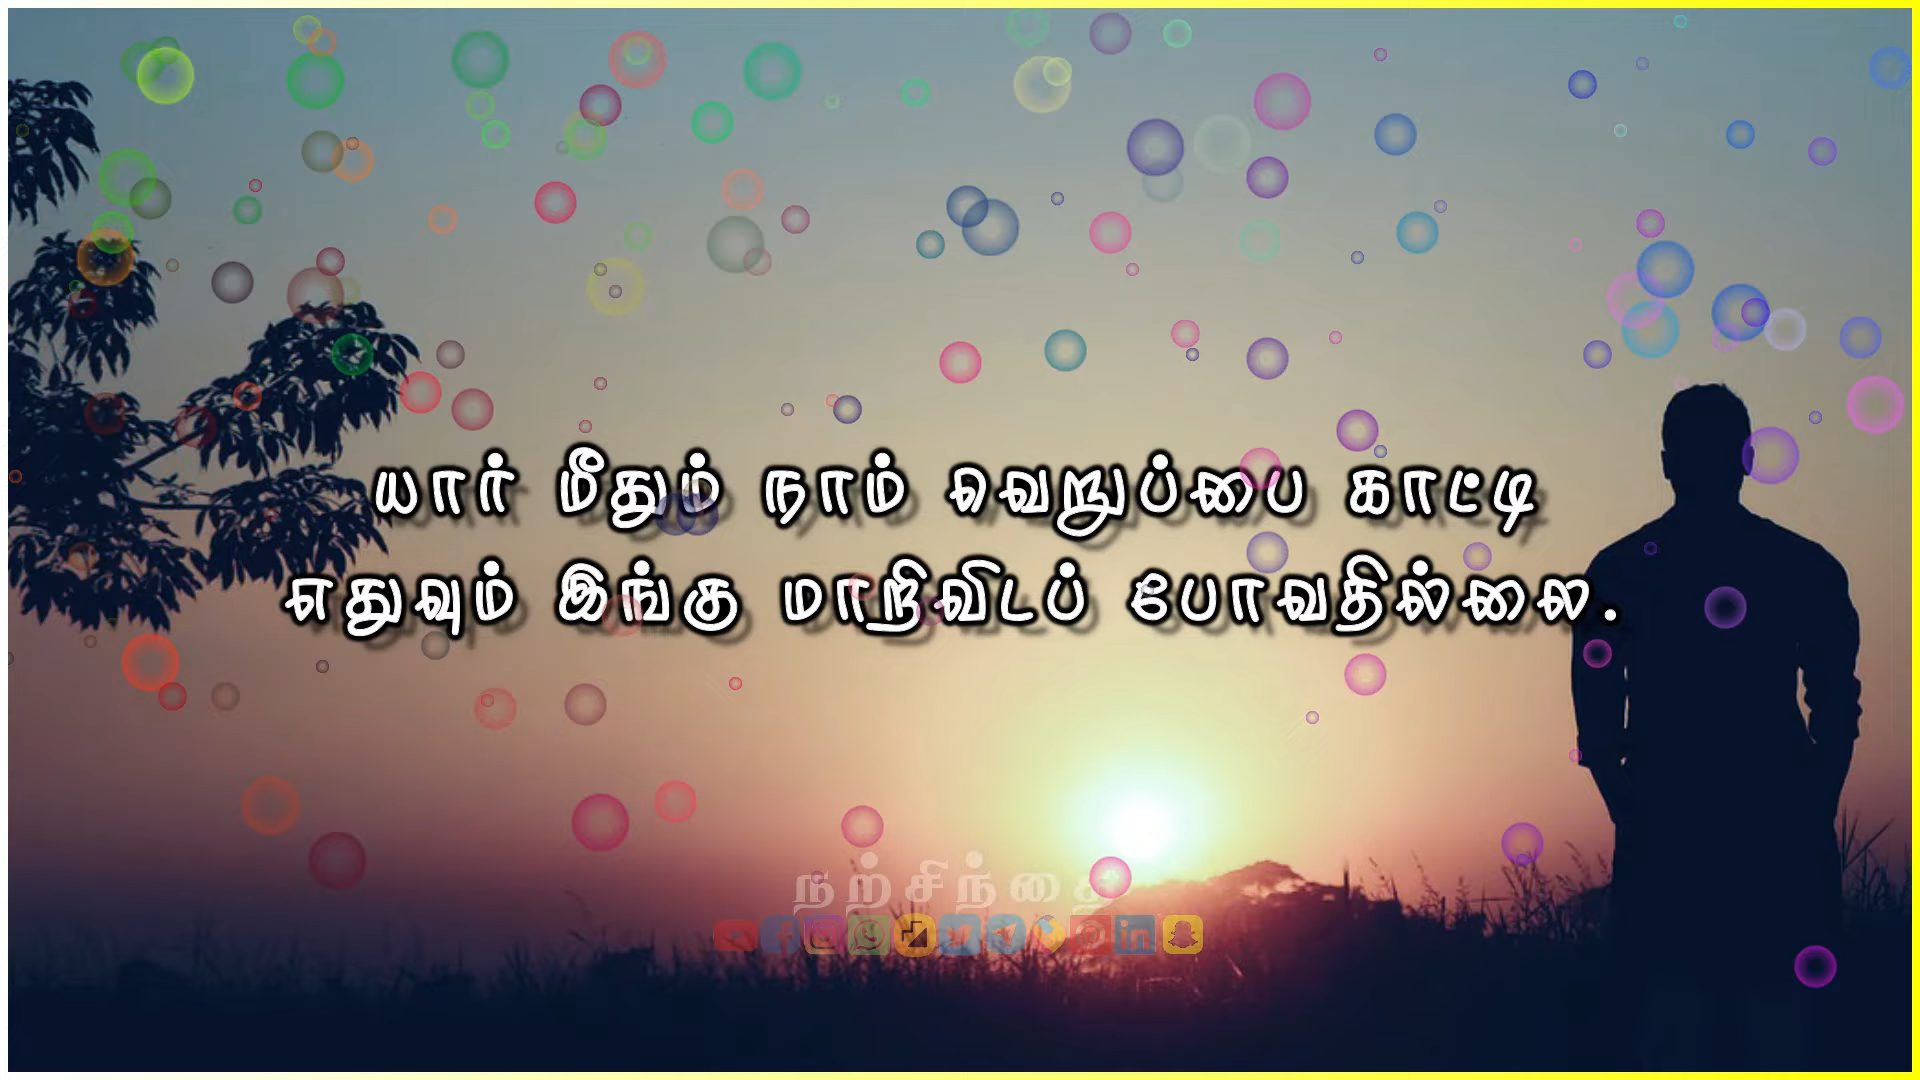 யார் மீதும் நாம் வெறுப்பை காட்டி
எதுவும் இங்கு மாறிவிடப் போவதில்லை.
நற்சிந்தை